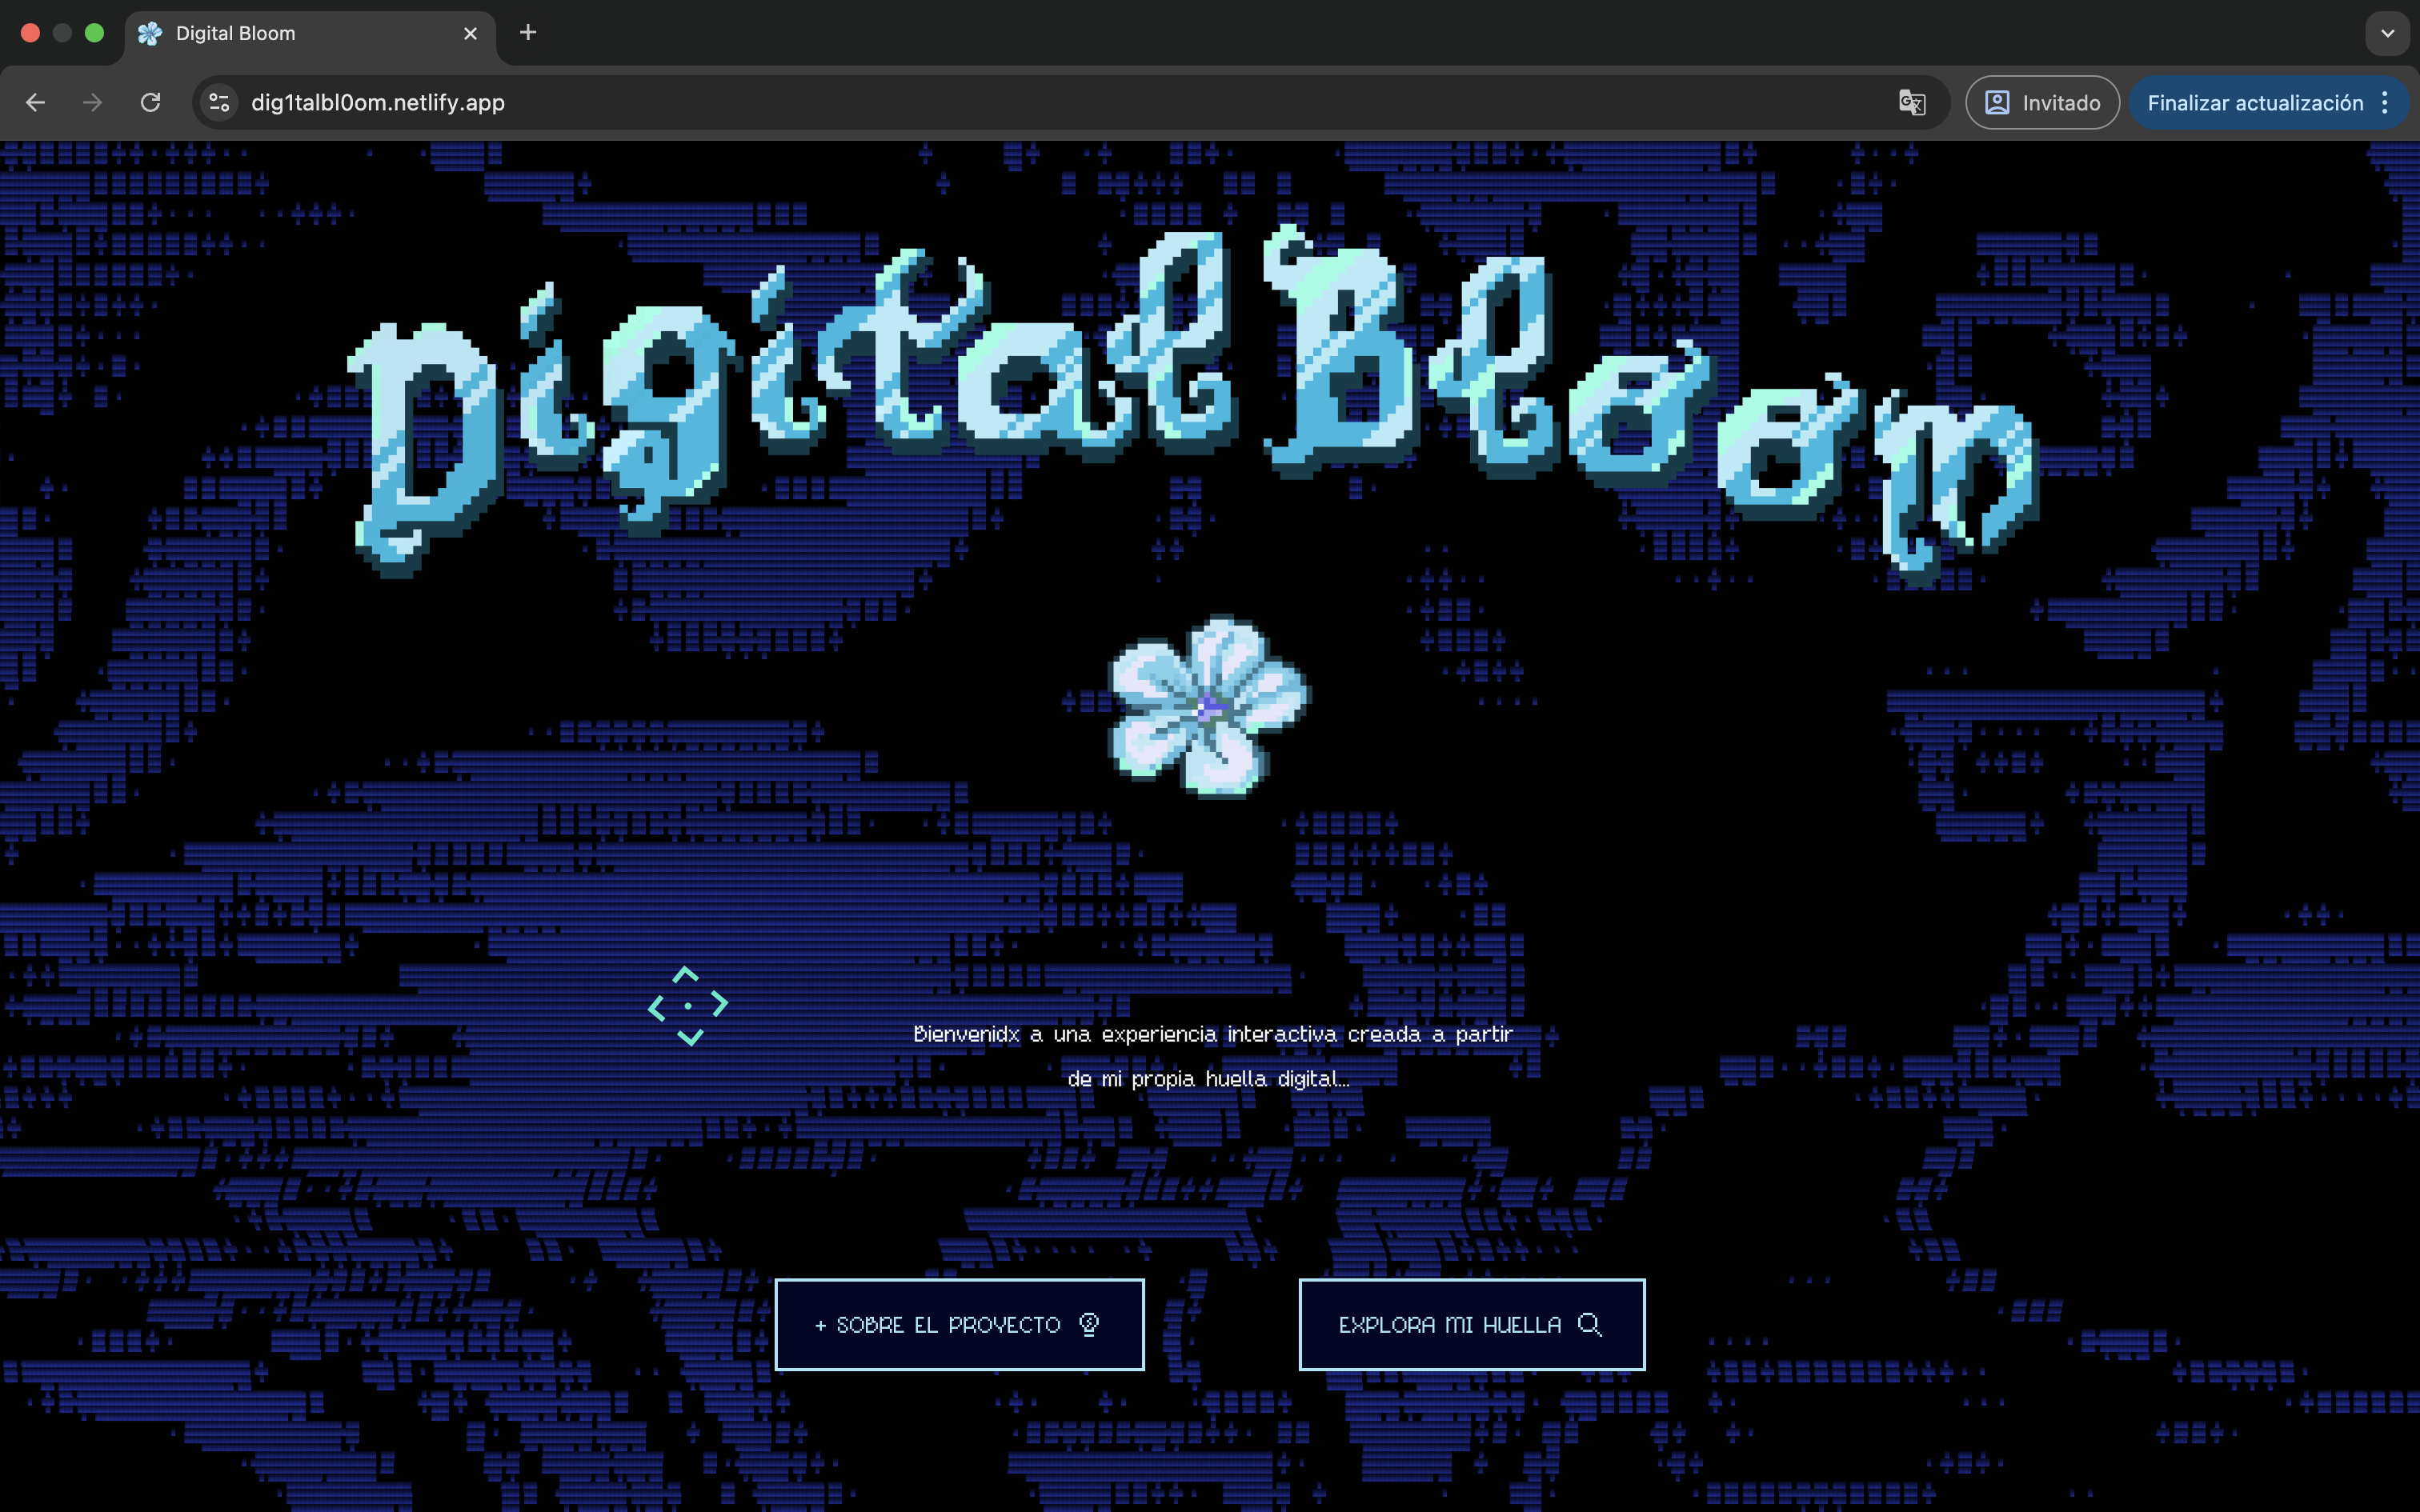 Digital Bloom
dig1talbl0om.netlify.app
Invitado
Finalizar actualización
Digital Bloom
Bienvenidx a una experiencia interactiva creada a partir
de mi propia huella digital...
+ SOBRE EL PROYECTO
EXPLORA MI HUELLA